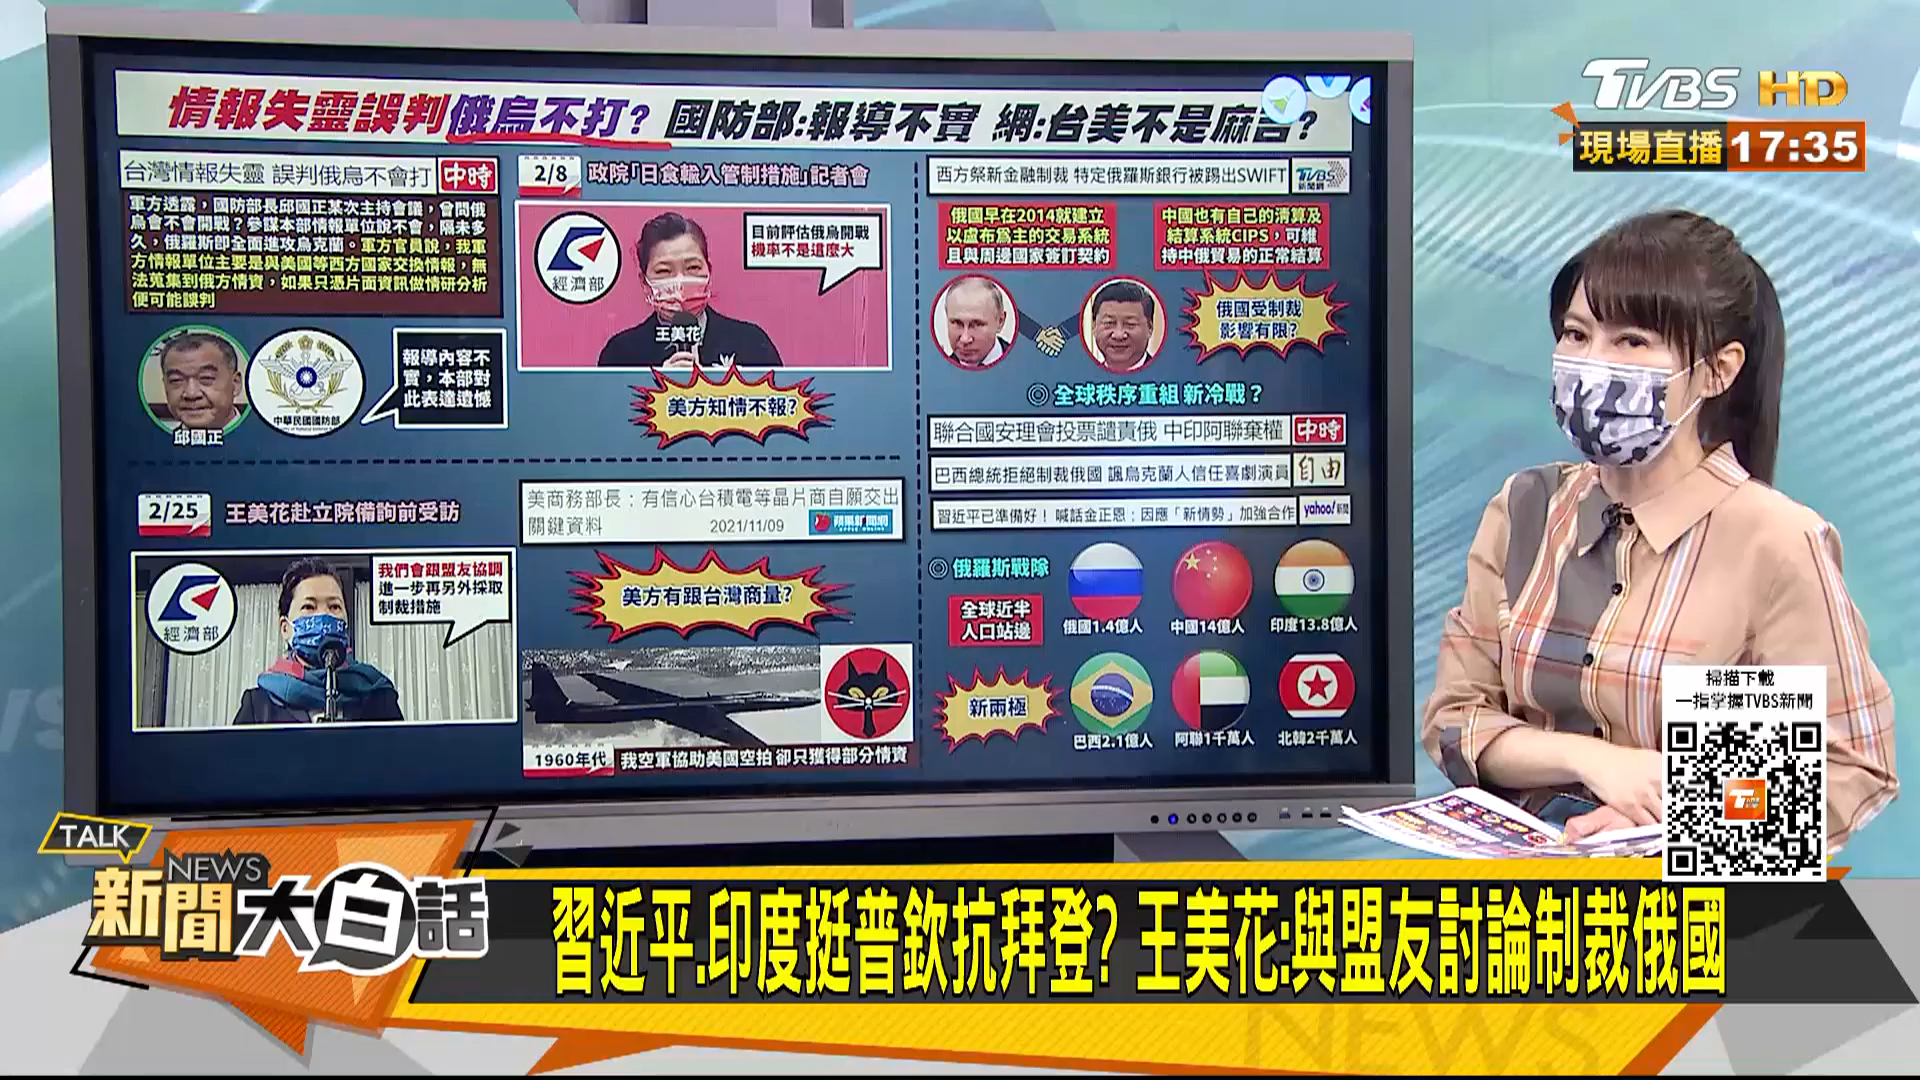 TVBS HD
現場直播 17:35
情報失靈誤判俄烏不打? 國防部:報導不實 網:台美不是麻吉?
台灣情報失靈 誤判俄烏不會打 中時
軍方透露，國防部長邱國正某次主持會議，曾問俄
烏會不會開戰？參謀本部情報單位說不會，隔未多
久，俄羅斯即全面進攻烏克蘭。軍方官員說，我軍
方情報單位主要是與美國等西方國家交換情報，無
法蒐集到俄方情資，如果只憑片面資訊做情研分析
便可能誤判
報導內容不
實，本部對
此表達遺憾
中華民國國防部
邱國正
2/8 政院「日食輸入管制措施」記者會
經濟部
目前評估俄烏開戰
機率不是這麼大
王美花
美方知情不報?
2/25 王美花赴立院備詢前受訪
經濟部
我們會跟盟友協調
進一步再另外採取
制裁措施
美商務部長：有信心台積電等晶片商自願交出
關鍵資料 2021/11/09 蘋果新聞網
美方有跟台灣商量?
1960年代 我空軍協助美國空拍 卻只獲得部分情資
西方祭新金融制裁 特定俄羅斯銀行被踢出SWIFT TVBS新聞網
俄國早在2014就建立
以盧布為主的交易系統
且與周邊國家簽訂契約
中國也有自己的清算及
結算系統CIPS，可維
持中俄貿易的正常結算
俄國受制裁
影響有限?
◎ 全球秩序重組 新冷戰？
聯合國安理會投票譴責俄 中印阿聯棄權 中時
巴西總統拒絕制裁俄國 諷烏克蘭人信任喜劇演員 自由
習近平已準備好！喊話金正恩：因應「新情勢」加強合作 yahoo!新聞
◎ 俄羅斯戰隊
全球近半
人口站邊
俄國1.4億人 中國14億人 印度13.8億人
新兩極
巴西2.1億人 阿聯1千萬人 北韓2千萬人
掃描下載
一指掌握TVBS新聞
TALK
NEWS
新聞大白話
習近平.印度挺普欽抗拜登? 王美花:與盟友討論制裁俄國
NEWS